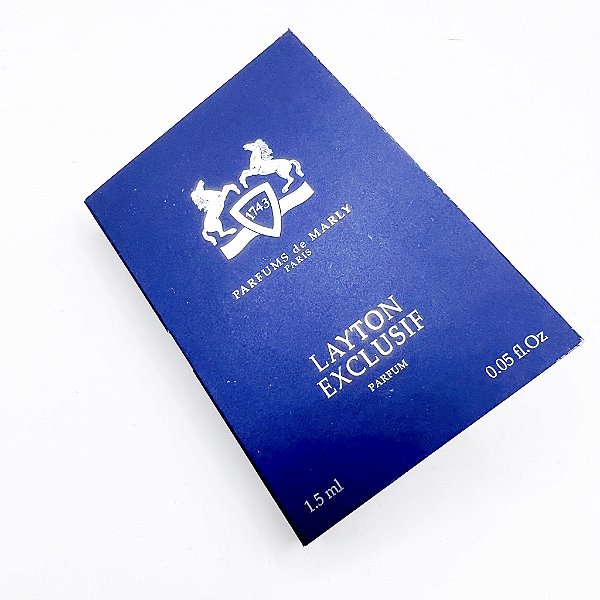 1743
PARFUMS de MARLY
PARIS
LAYTON
EXCLUSIF
PARFUM
1.5 ml
0.05 fl.Oz